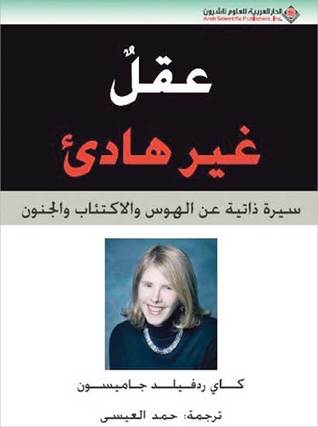 الدار العربية للعلوم ناشرون
Arab Scientific Publishers, Inc.
عقلٌ
غير هادئ
سيرة ذاتية عن الهوس والاكتئاب والجنون
كاي ردفيلد جاميسون
ترجمة: حمد العيسى